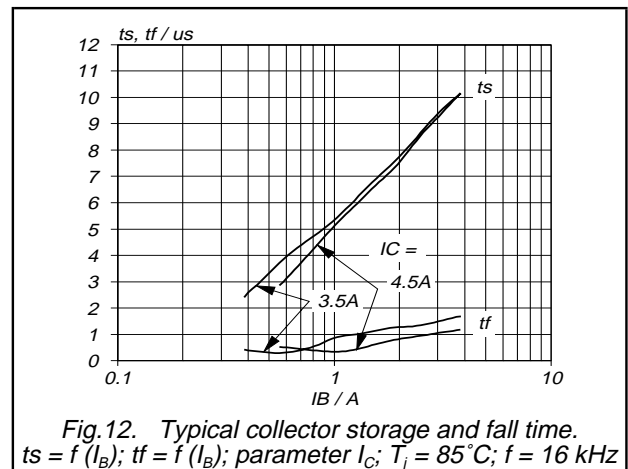 ts, tf / us
12
11
10
9
8
7
6
5
4
3
2
1
0
ts
IC =
3.5A
4.5A
tf
0.1
1
10
IB / A
Fig.12. Typical collector storage and fall time.
ts = f (IB); tf = f (IB); parameter IC; Tj = 85˚C; f = 16 kHz